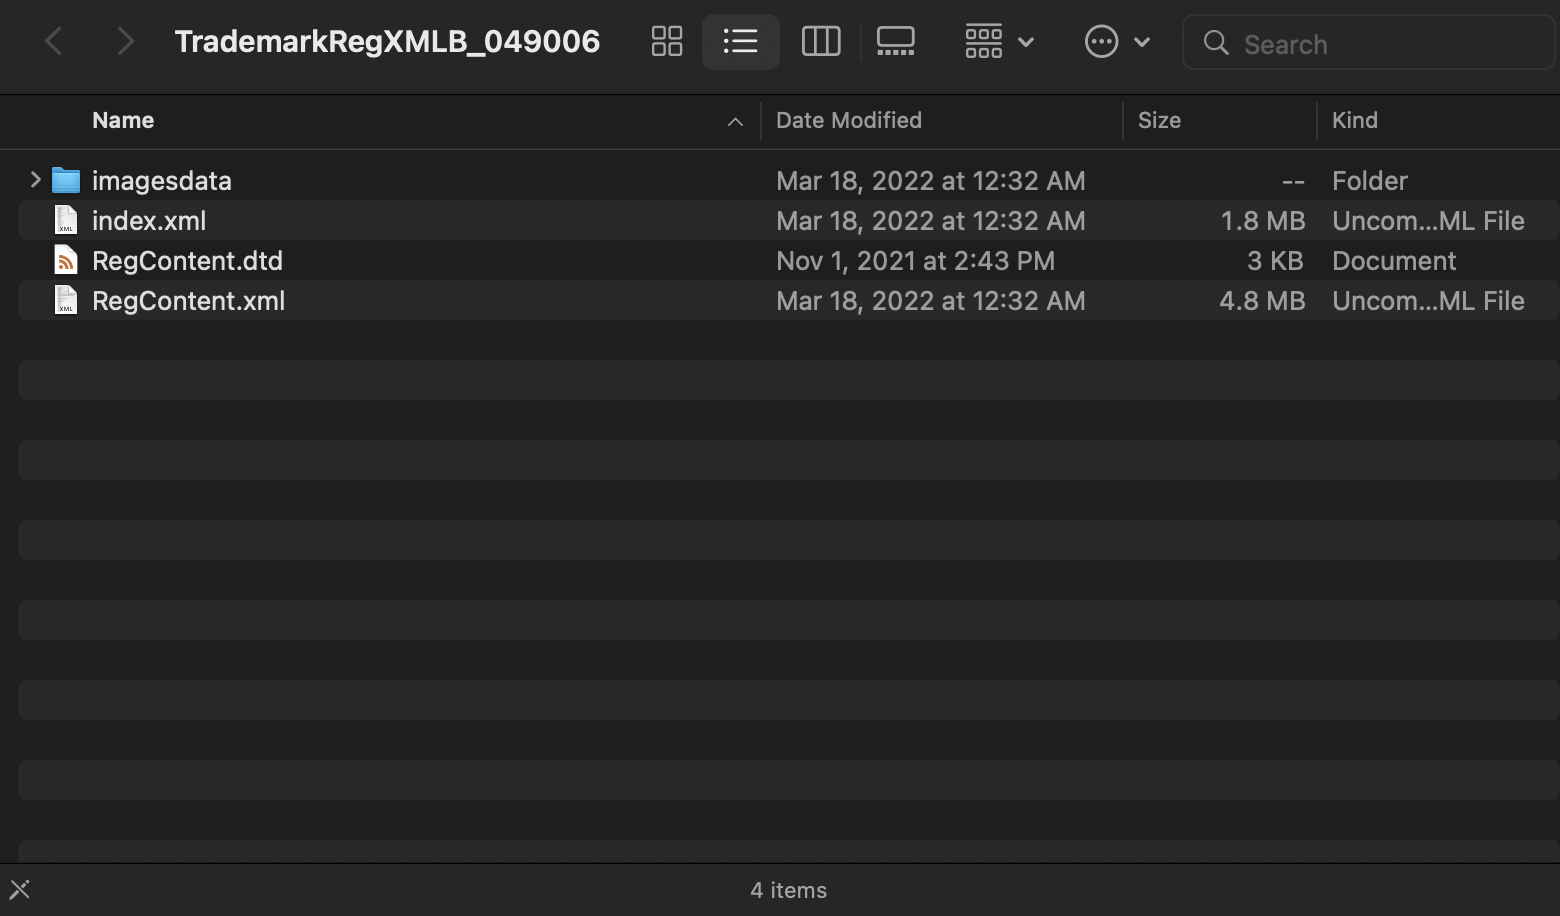 TrademarkRegXMLB_049006 Search
Name Date Modified Size Kind
imagesdata Mar 18, 2022 at 12:32 AM -- Folder
index.xml Mar 18, 2022 at 12:32 AM 1.8 MB Uncom...ML File
RegContent.dtd Nov 1, 2021 at 2:43 PM 3 KB Document
RegContent.xml Mar 18, 2022 at 12:32 AM 4.8 MB Uncom...ML File
4 items